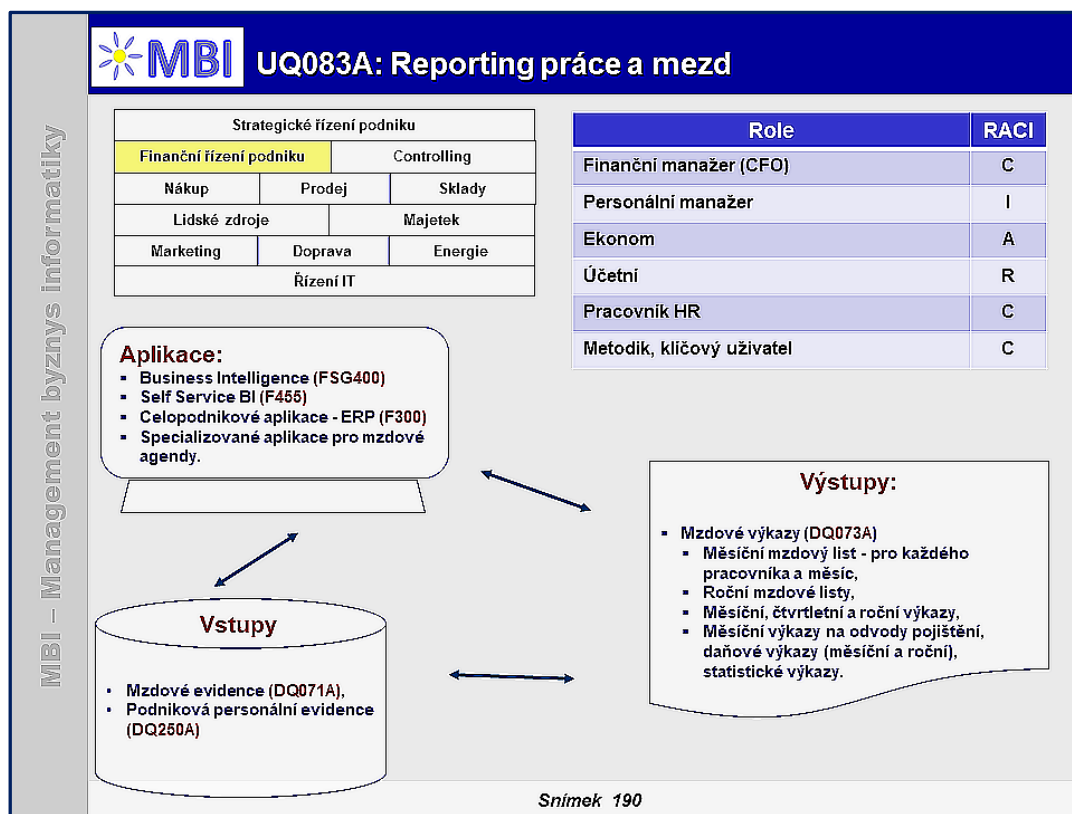 MBI
UQ083A: Reporting práce a mezd
MBI – Management byznys informatiky
Strategické řízení podniku
Finanční řízení podniku
Controlling
Nákup
Prodej
Sklady
Lidské zdroje
Majetek
Marketing
Doprava
Energie
Řízení IT
Role
RACI
Finanční manažer (CFO)
C
Personální manažer
I
Ekonom
A
Účetní
R
Pracovník HR
C
Metodik, klíčový uživatel
C
Aplikace:
▪ Business Intelligence (FSG400)
▪ Self Service BI (F455)
▪ Celopodnikové aplikace - ERP (F300)
▪ Specializované aplikace pro mzdové
agendy.
Výstupy:
▪ Mzdové výkazy (DQ073A)
▪ Měsíční mzdový list - pro každého
pracovníka a měsíc,
▪ Roční mzdové listy,
▪ Měsíční, čtvrtletní a roční výkazy,
▪ Měsíční výkazy na odvody pojištění,
daňové výkazy (měsíční a roční),
statistické výkazy.
Vstupy
▪ Mzdové evidence (DQ071A),
▪ Podniková personální evidence
(DQ250A)
Snímek 190